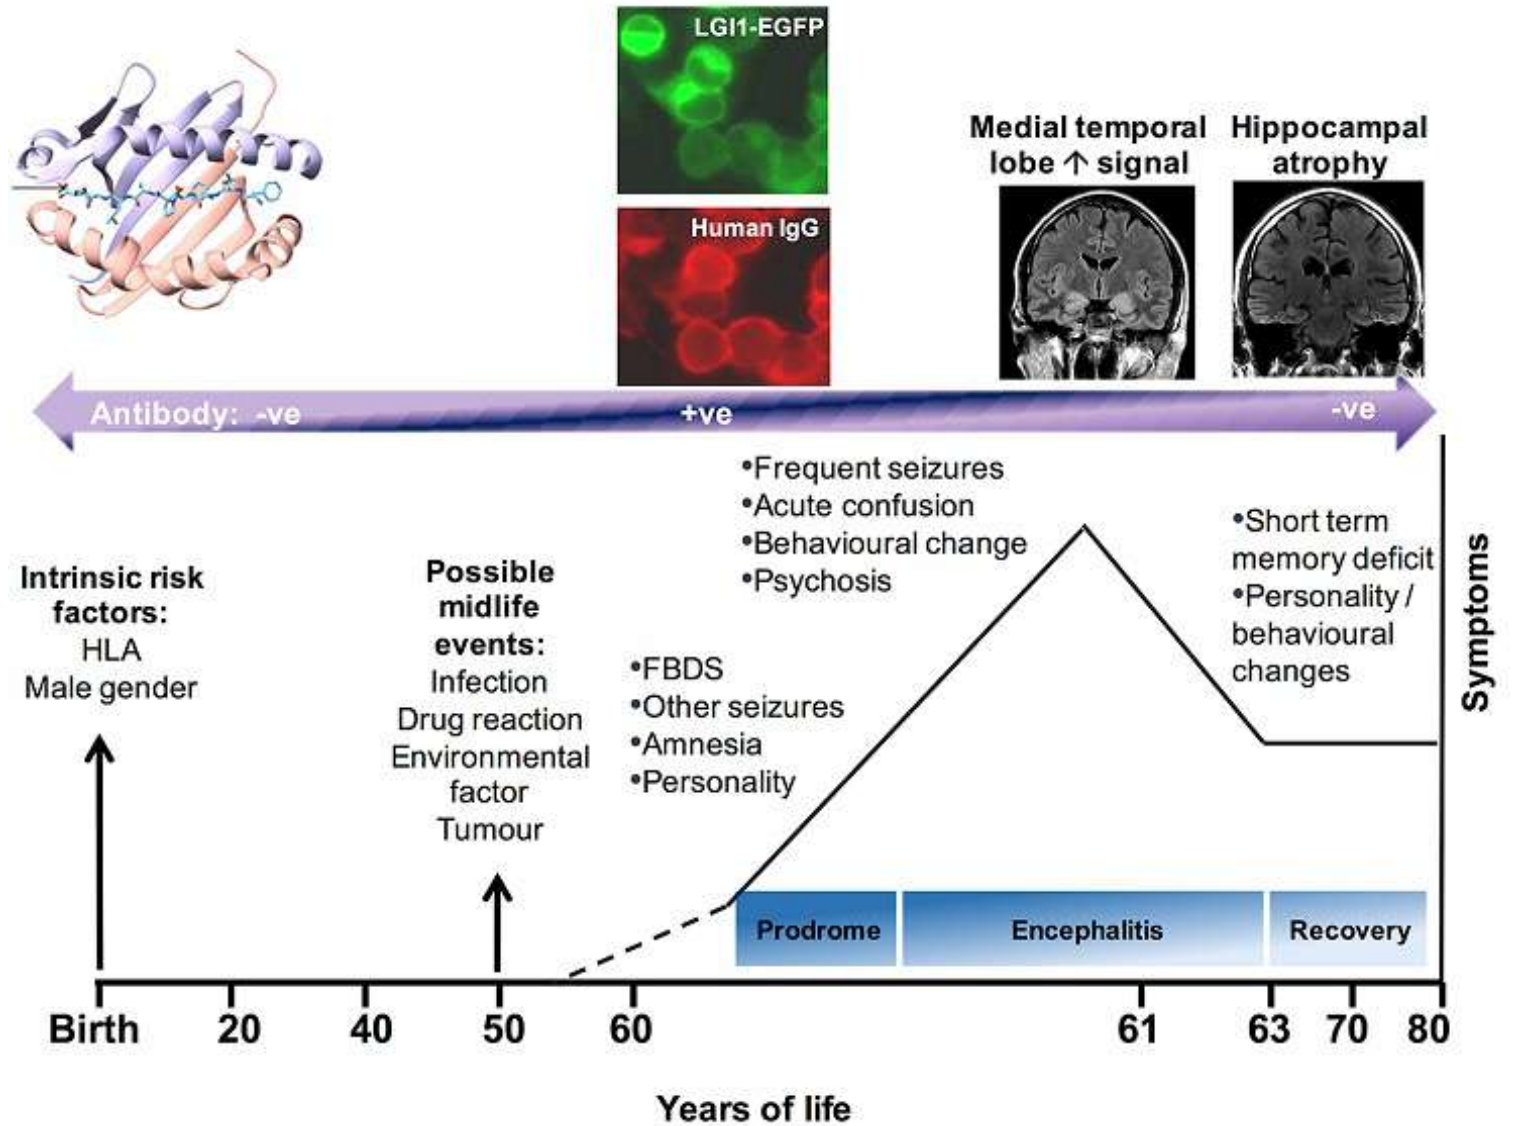 LGI1-EGFP
Human IgG
Medial temporal
lobe ↑ signal
Hippocampal
atrophy
Antibody: -ve
+ve
-ve
Intrinsic risk
factors:
HLA
Male gender
Possible
midlife
events:
Infection
Drug reaction
Environmental
factor
Tumour
•FBDS
•Other seizures
•Amnesia
•Personality
•Frequent seizures
•Acute confusion
•Behavioural change
•Psychosis
•Short term
memory deficit
•Personality /
behavioural
changes
Symptoms
Prodrome
Encephalitis
Recovery
Birth 20 40 50 60 61 63 70 80
Years of life